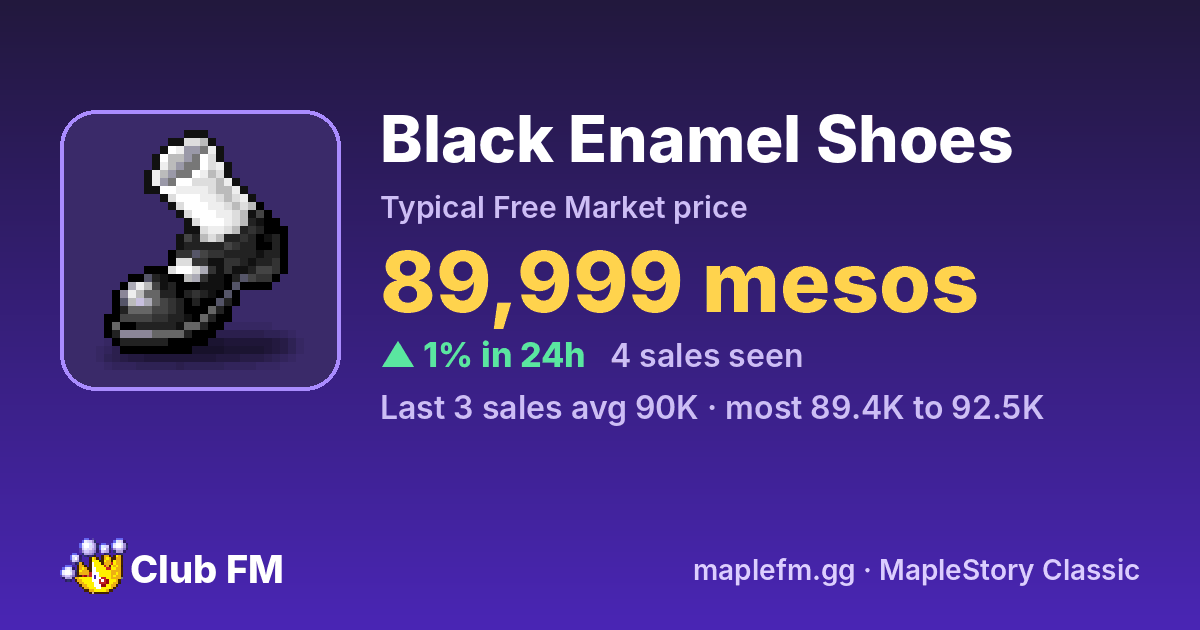 Black Enamel Shoes
Typical Free Market price
89,999 mesos
▲ 1% in 24h 4 sales seen
Last 3 sales avg 90K · most 89.4K to 92.5K
Club FM
maplefm.gg · MapleStory Classic